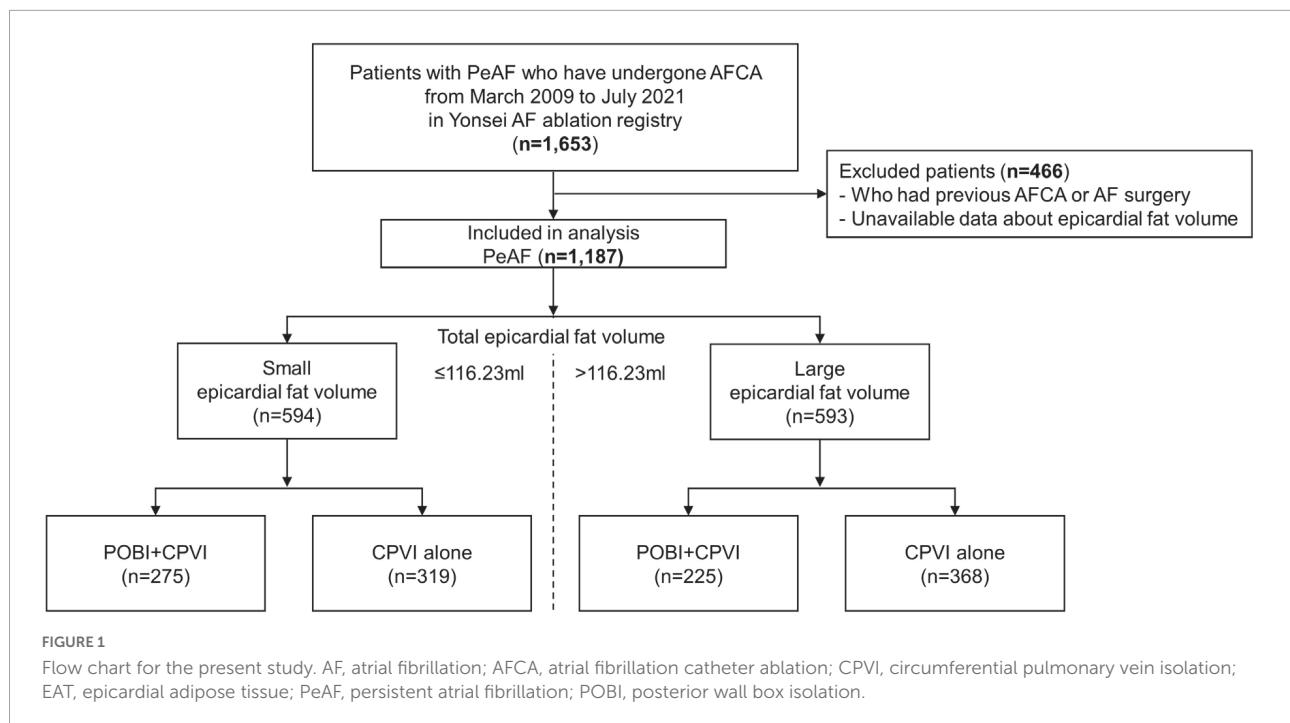 Patients with PeAF who have undergone AFCA
from March 2009 to July 2021
in Yonsei AF ablation registry
(n=1,653)
Excluded patients (n=466)
- Who had previous AFCA or AF surgery
- Unavailable data about epicardial fat volume
Included in analysis
PeAF (n=1,187)
Total epicardial fat volume
≤116.23ml
>116.23ml
Small
epicardial fat volume
(n=594)
Large
epicardial fat volume
(n=593)
POBI+CPVI
(n=275)
CPVI alone
(n=319)
POBI+CPVI
(n=225)
CPVI alone
(n=368)
FIGURE 1
Flow chart for the present study. AF, atrial fibrillation; AFCA, atrial fibrillation catheter ablation; CPVI, circumferential pulmonary vein isolation;
EAT, epicardial adipose tissue; PeAF, persistent atrial fibrillation; POBI, posterior wall box isolation.